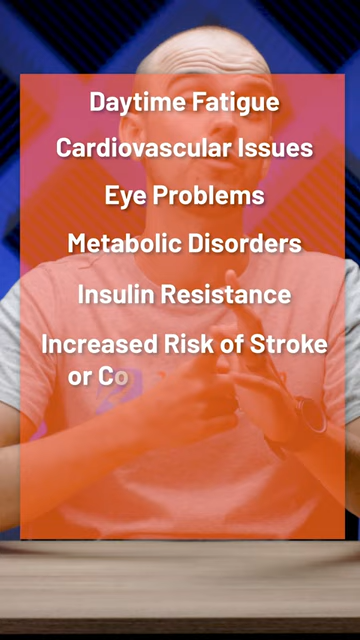 Daytime Fatigue
Cardiovascular Issues
Eye Problems
Metabolic Disorders
Insulin Resistance
Increased Risk of Stroke
or Co